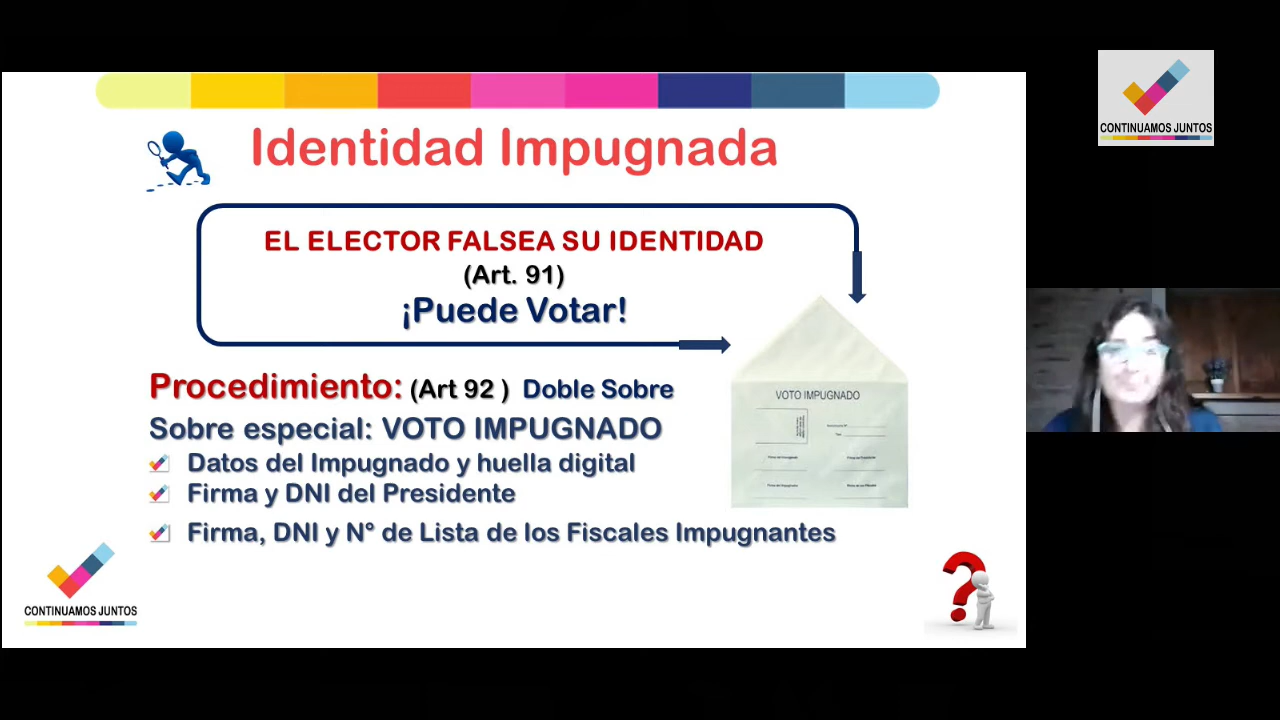 Identidad Impugnada
EL ELECTOR FALSEA SU IDENTIDAD
(Art. 91)
¡Puede Votar!
Procedimiento: (Art 92 ) Doble Sobre
Sobre especial: VOTO IMPUGNADO
Datos del Impugnado y huella digital
Firma y DNI del Presidente
Firma, DNI y N° de Lista de los Fiscales Impugnantes
VOTO IMPUGNADO
CONTINUAMOS JUNTOS
CONTINUAMOS JUNTOS